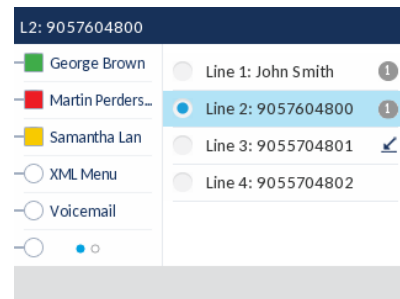 L2: 9057604800
George Brown
Martin Perders...
Samantha Lan
XML Menu
Voicemail
Line 1: John Smith 1
Line 2: 9057604800 1
Line 3: 9055704801
Line 4: 9055704802